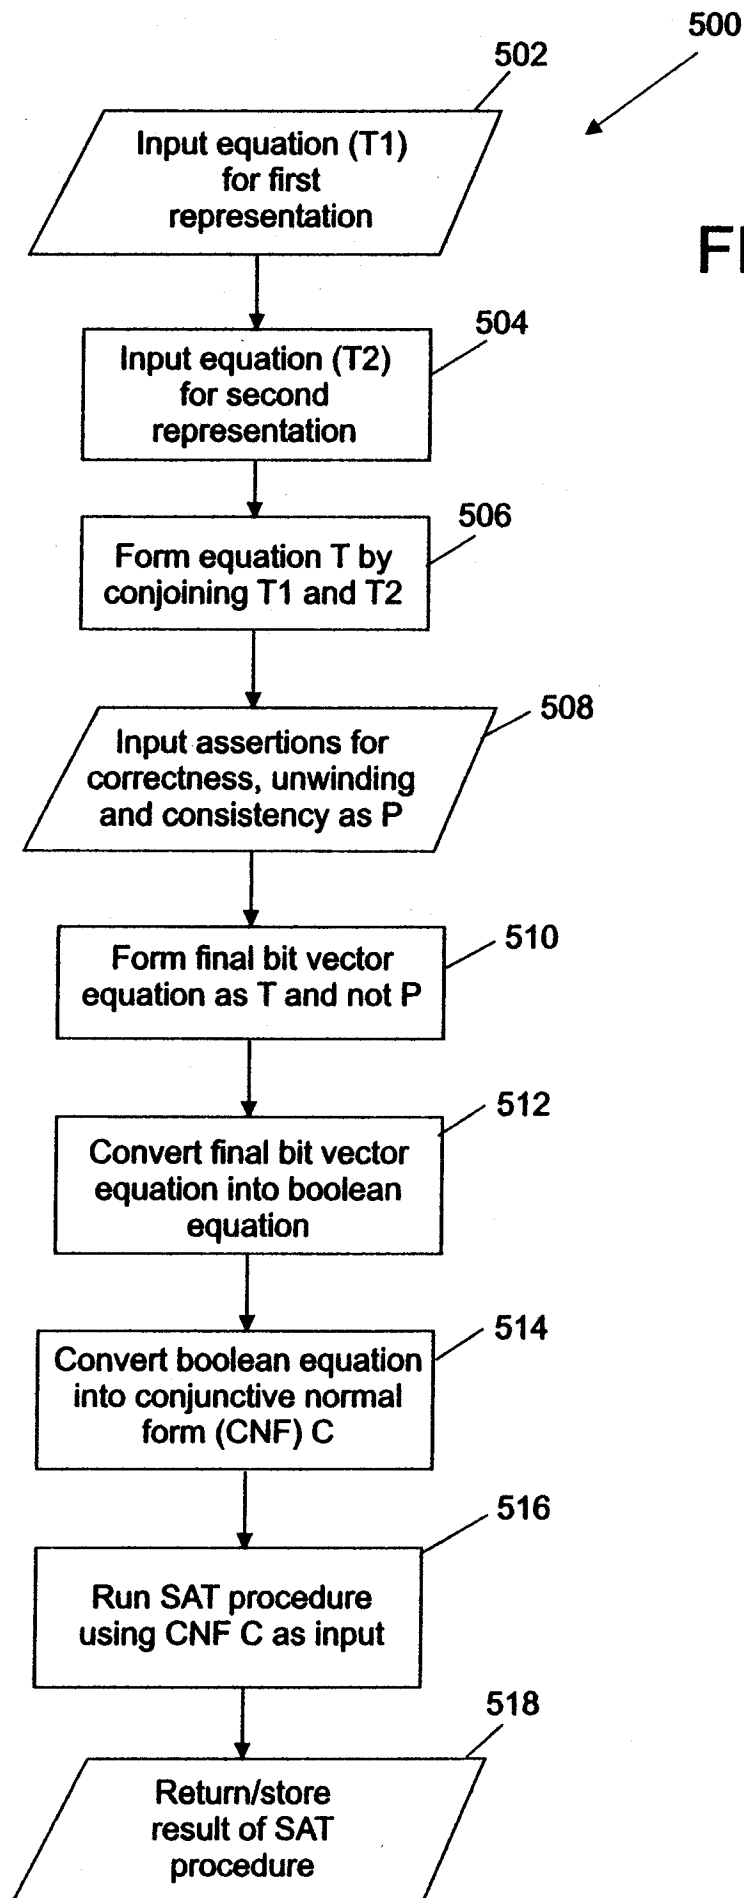 500
502
Input equation (T1)
for first
representation
504
Input equation (T2)
for second
representation
506
Form equation T by
conjoining T1 and T2
508
Input assertions for
correctness, unwinding
and consistency as P
510
Form final bit vector
equation as T and not P
512
Convert final bit vector
equation into boolean
equation
514
Convert boolean equation
into conjunctive normal
form (CNF) C
516
Run SAT procedure
using CNF C as input
518
Return/store
result of SAT
procedure